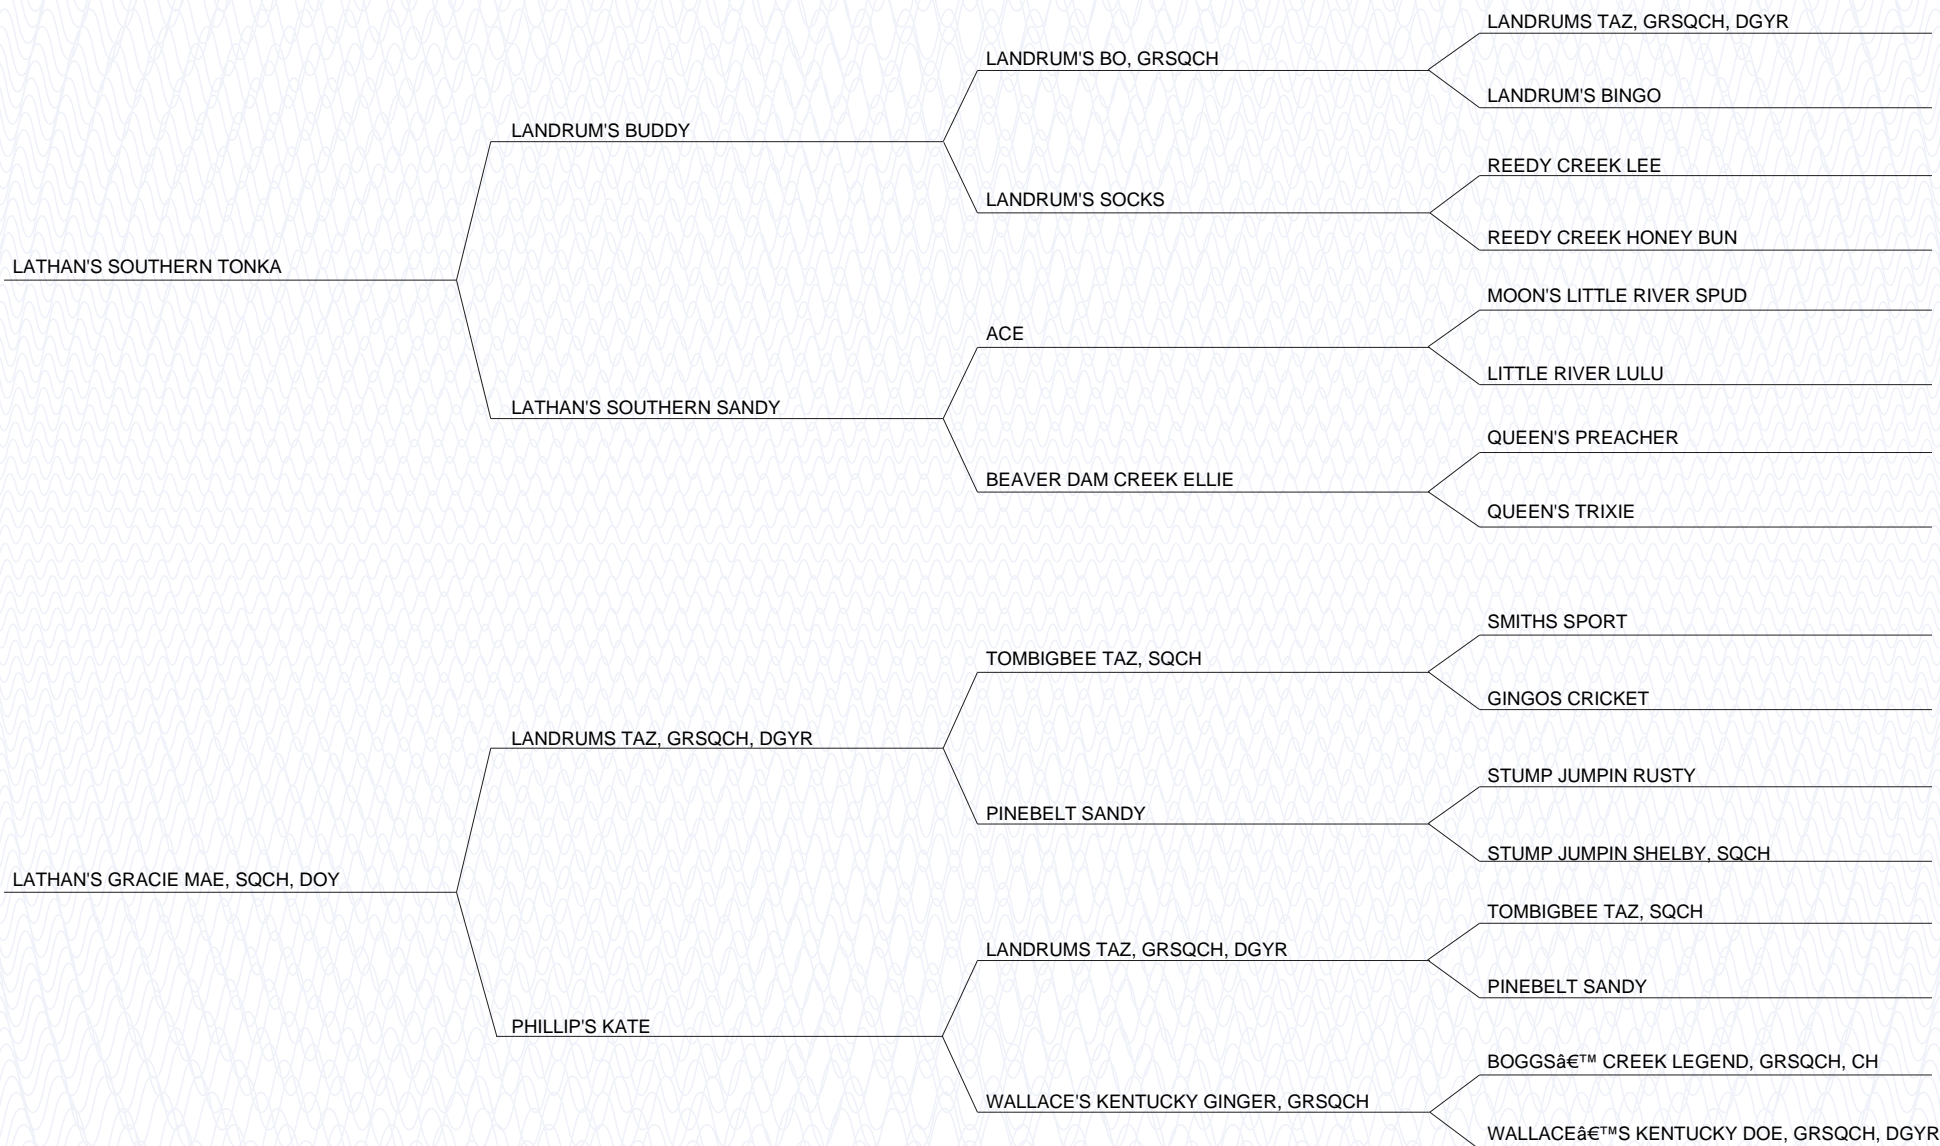 LANDRUMS TAZ, GRSQCH, DGYR
LANDRUM'S BO, GRSQCH
LANDRUM'S BINGO
LANDRUM'S BUDDY
REEDY CREEK LEE
LANDRUM'S SOCKS
REEDY CREEK HONEY BUN
LATHAN'S SOUTHERN TONKA
MOON'S LITTLE RIVER SPUD
ACE
LITTLE RIVER LULU
LATHAN'S SOUTHERN SANDY
QUEEN'S PREACHER
BEAVER DAM CREEK ELLIE
QUEEN'S TRIXIE
SMITHS SPORT
TOMBIGBEE TAZ, SQCH
GINGOS CRICKET
LANDRUMS TAZ, GRSQCH, DGYR
STUMP JUMPIN RUSTY
PINEBELT SANDY
STUMP JUMPIN SHELBY, SQCH
LATHAN'S GRACIE MAE, SQCH, DOY
TOMBIGBEE TAZ, SQCH
LANDRUMS TAZ, GRSQCH, DGYR
PINEBELT SANDY
PHILLIP'S KATE
BOGGSâ€™ CREEK LEGEND, GRSQCH, CH
WALLACE'S KENTUCKY GINGER, GRSQCH
WALLACEâ€™S KENTUCKY DOE, GRSQCH, DGYR